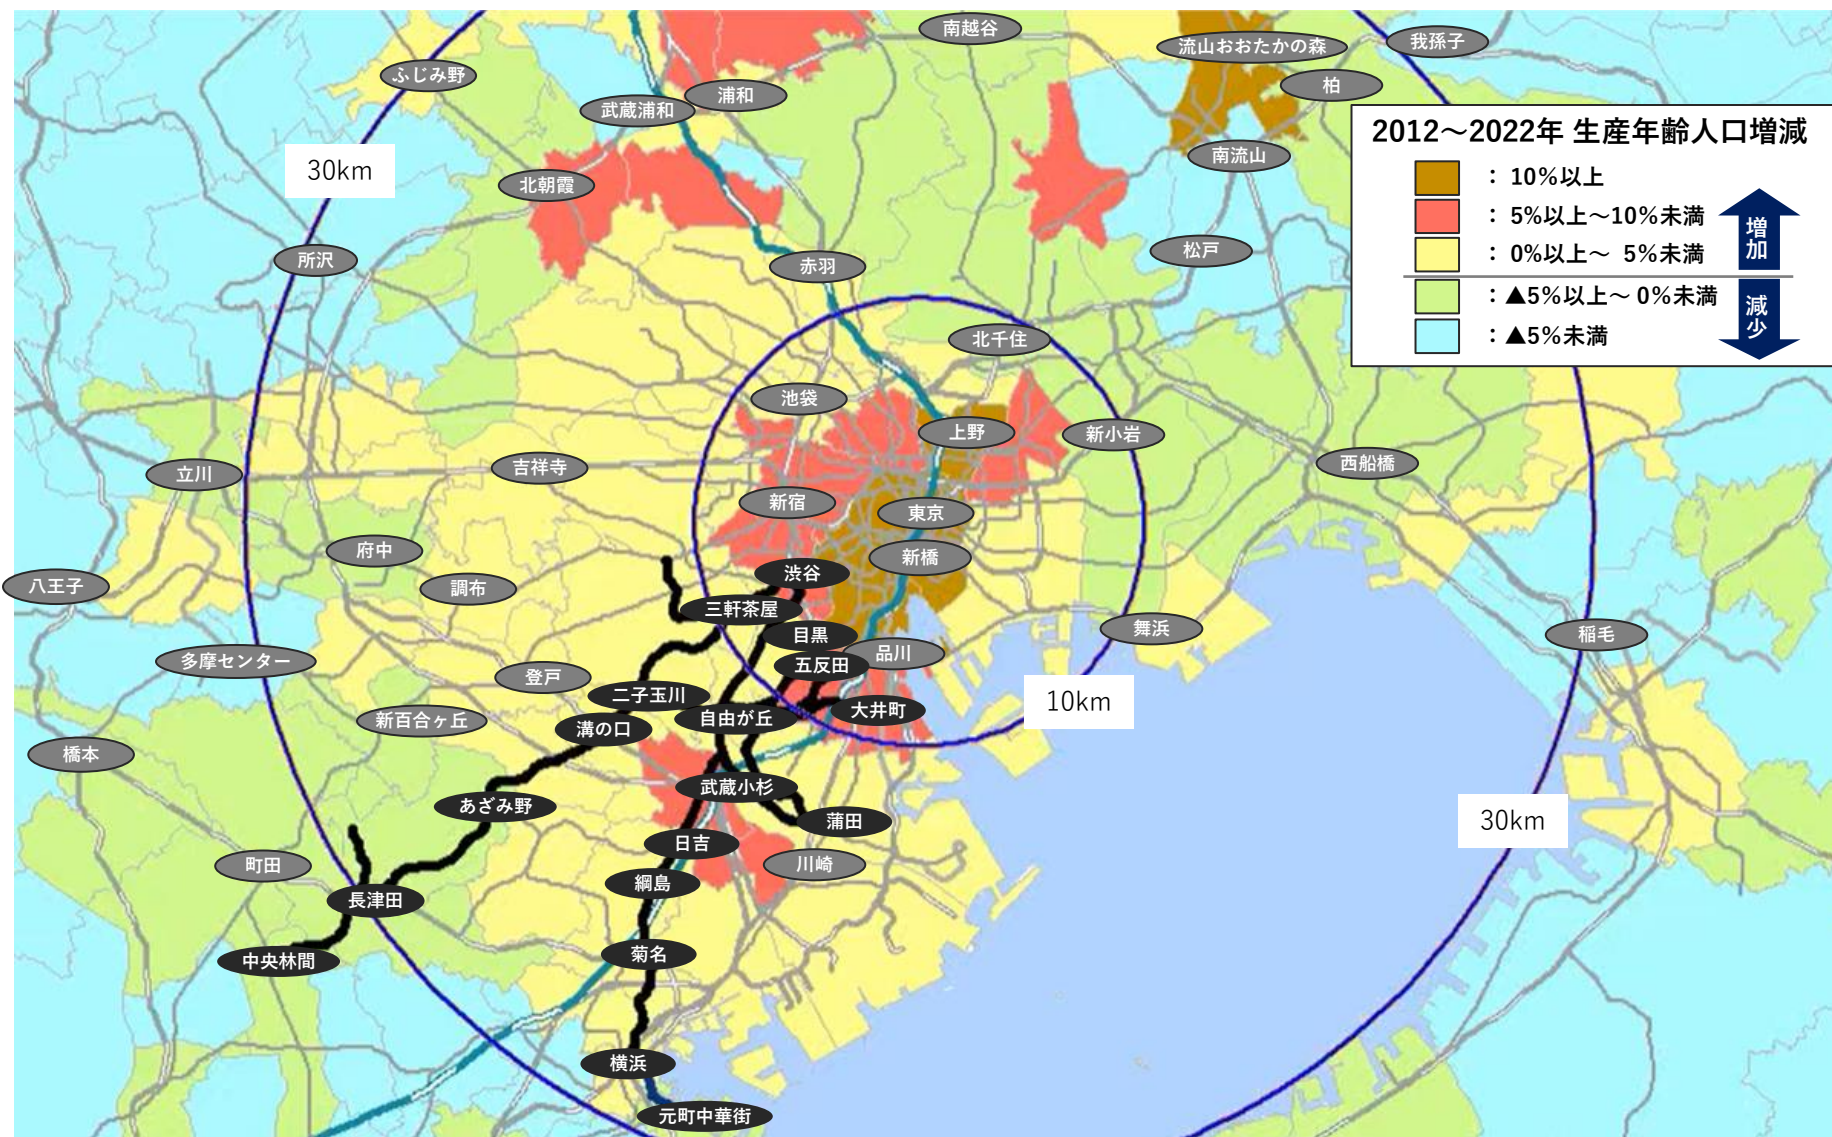 南越谷
流山おおたかの森
我孫子
ふじみ野
武蔵浦和
浦和
柏
2012～2022年 生産年齢人口増減
：10%以上
：5%以上～10%未満
：0%以上～ 5%未満
：▲5%以上～ 0%未満
：▲5%未満
増加
減少
30km
北朝霞
南流山
所沢
赤羽
松戸
北千住
池袋
上野
新小岩
立川
吉祥寺
西船橋
新宿
東京
府中
新橋
八王子
調布
渋谷
三軒茶屋
舞浜
目黒
稲毛
多摩センター
登戸
五反田
品川
二子玉川
10km
新百合ヶ丘
溝の口
自由が丘
大井町
橋本
武蔵小杉
あざみ野
蒲田
30km
日吉
川崎
町田
綱島
長津田
中央林間
菊名
横浜
元町中華街